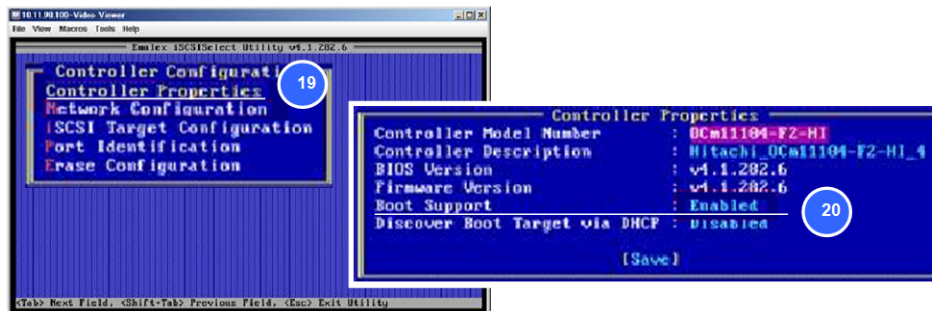 10.11.90.100-Video Viewer
File View Macros Tools Help
Emulex iSCSISelect Utility v4.1.282.6
Controller Configurati
19
Controller Properties
Network Configuration
iSCSI Target Configuration
Port Identification
Erase Configuration
<Tab> Next Field, <Shift-Tab> Previous Field, <Esc> Exit Utility
Controller Properties
Controller Model Number : OCm11104-F2-HI
Controller Description : Hitachi_OCm11104-F2-HI_4
BIOS Version : v4.1.282.6
Firmware Version : v4.1.282.6
Boot Support : Enabled
20
Discover Boot Target via DHCP : Disabled
[Save]